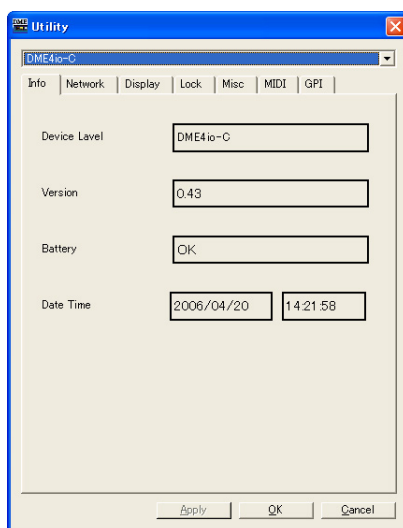 DME Utility
DME4io-C
Info Network Display Lock Misc MIDI GPI
Device Lavel DME4io-C
Version 0.43
Battery OK
Date Time 2006/04/20 14:21:58
Apply OK Cancel